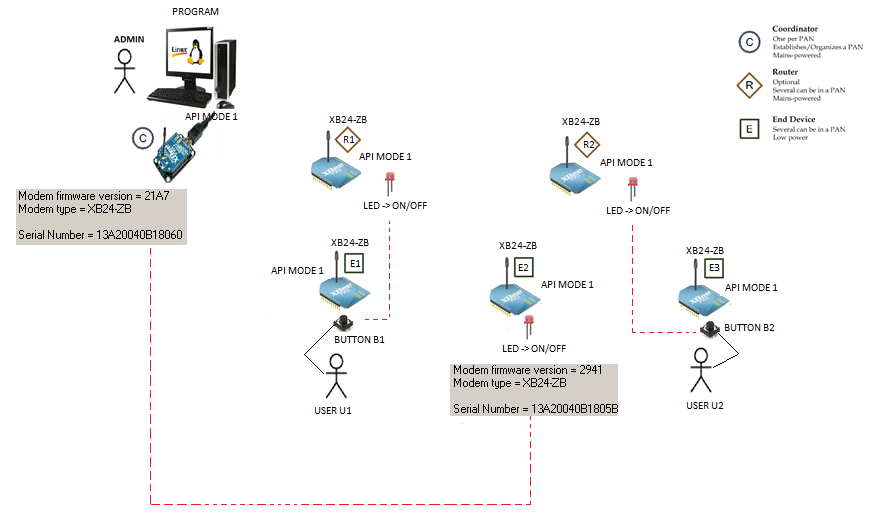 PROGRAM
ADMIN
Linux
API MODE 1
C
Modem firmware version = 21A7
Modem type = XB24-ZB
Serial Number = 13A20040B18060
XB24-ZB
R1
API MODE 1
XBee
LED -> ON/OFF
XB24-ZB
R2
API MODE 1
XBee
LED -> ON/OFF
C
Coordinator
One per PAN
Establishes/Organizes a PAN
Mains-powered
R
Router
Optional
Several can be in a PAN
Mains-powered
E
End Device
Several can be in a PAN
Low power
XB24-ZB
API MODE 1
E1
XBee
BUTTON B1
USER U1
XB24-ZB
E2
API MODE 1
XBee
LED -> ON/OFF
Modem firmware version = 2941
Modem type = XB24-ZB
Serial Number = 13A20040B1805B
XB24-ZB
E3
API MODE 1
XBee
BUTTON B2
USER U2